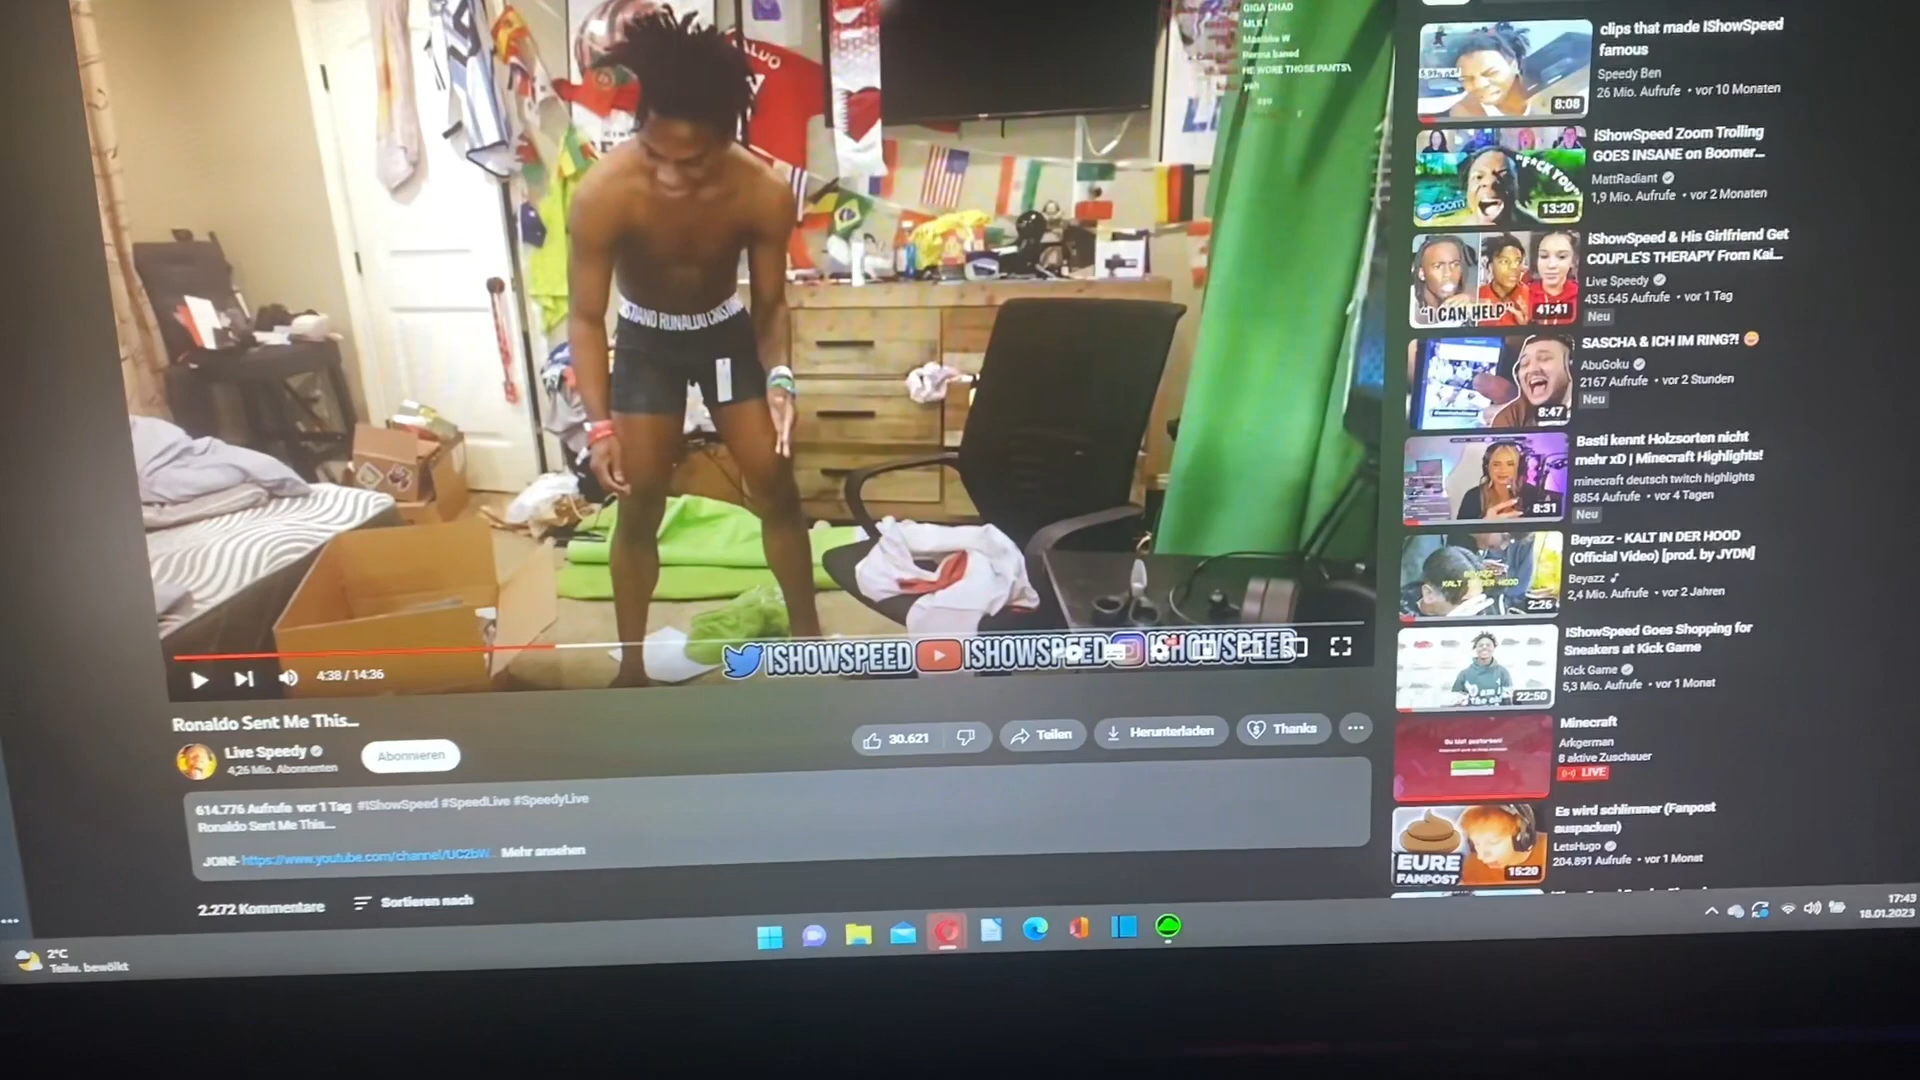 GIGA CHAD
MLK !
W
HE WORE THOSE PANTS\
yah
ISHOWSPEED ISHOWSPEED ISHOWSPEED
4:38 / 14:36
Ronaldo Sent Me This...
Live Speedy
4,26 Mio. Abonnenten
Abonnieren
30.621
Teilen
Herunterladen
Thanks
614.776 Aufrufe vor 1 Tag #IShowSpeed #SpeedLive #SpeedyLive
Ronaldo Sent Me This...
JOIN!- https://www.youtube.com/channel/UC2bW... Mehr ansehen
2.272 Kommentare
Sortieren nach
clips that made IShowSpeed
famous
Speedy Ben
26 Mio. Aufrufe • vor 10 Monaten
8:08
iShowSpeed Zoom Trolling
GOES INSANE on Boomer...
MattRadiant
1,9 Mio. Aufrufe • vor 2 Monaten
"F*CK YOU"
zoom
13:20
iShowSpeed & His Girlfriend Get
COUPLE'S THERAPY From Kai...
Live Speedy
435.645 Aufrufe • vor 1 Tag
Neu
"I CAN HELP"
41:41
SASCHA & ICH IM RING?!
AbuGoku
2167 Aufrufe • vor 2 Stunden
Neu
8:47
Basti kennt Holzsorten nicht
mehr xD | Minecraft Highlights!
minecraft deutsch twitch highlights
8854 Aufrufe • vor 4 Tagen
Neu
8:31
Beyazz - KALT IN DER HOOD
(Official Video) [prod. by JYDN]
Beyazz
2,4 Mio. Aufrufe • vor 2 Jahren
2:26
IShowSpeed Goes Shopping for
Sneakers at Kick Game
Kick Game
5,3 Mio. Aufrufe • vor 1 Monat
22:50
Minecraft
Arkgerman
8 aktive Zuschauer
LIVE
Du bist gestorben!
Es wird schlimmer (Fanpost
auspacken)
LetsHugo
204.891 Aufrufe • vor 1 Monat
EURE
FANPOST
15:20
2°C
Teilw. bewölkt
17:43
18.01.2023